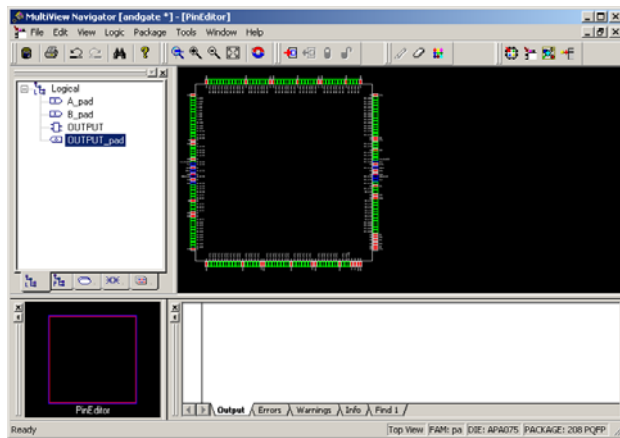 MultiView Navigator [andgate *] - [PinEditor]
File Edit View Logic Package Tools Window Help
Logical
A_pad
B_pad
OUTPUT
OUTPUT_pad
PinEditor
Output Errors Warnings Info Find 1
Ready
Top View FAM: pa DIE: APA075 PACKAGE: 208 PQFP